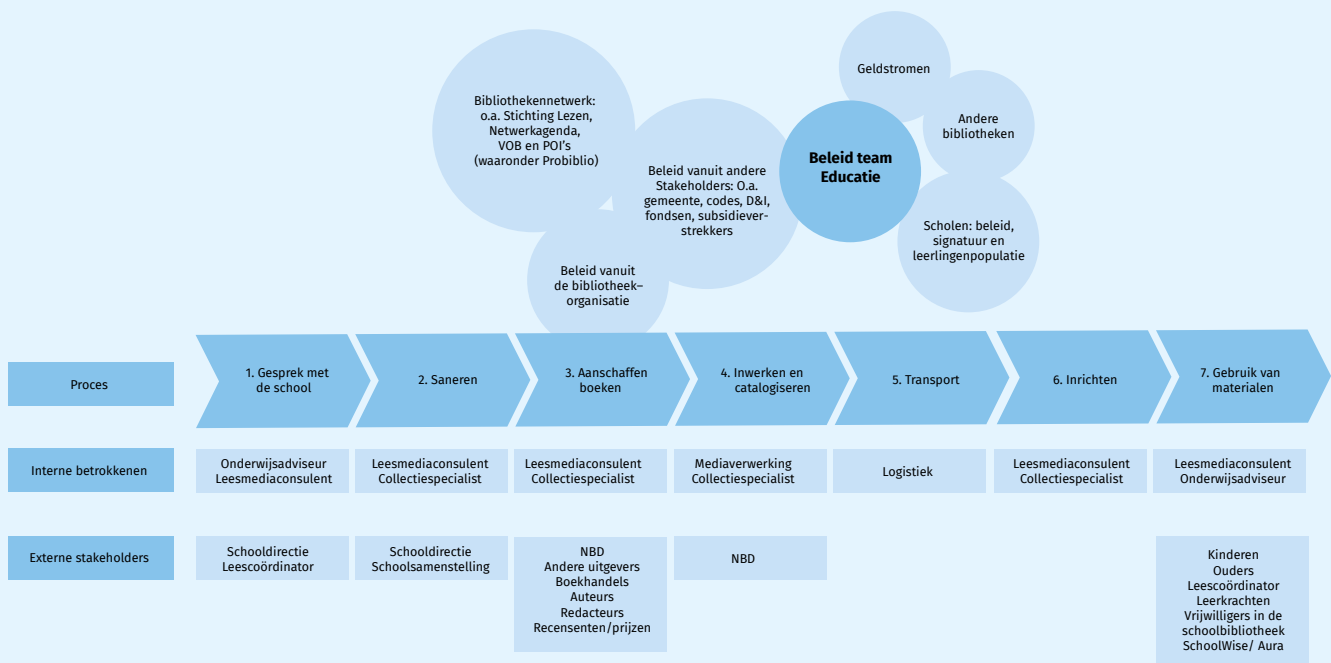 Geldstromen
Bibliothekennetwerk:
o.a. Stichting Lezen,
Netwerkagenda,
VOB en POI's
(waaronder Probiblio)
Andere
bibliotheken
Beleid team
Educatie
Beleid vanuit andere
Stakeholders: O.a.
gemeente, codes, D&I,
fondsen, subsidiever-
strekkers
Scholen: beleid,
signatuur en
leerlingenpopulatie
Beleid vanuit
de bibliotheek–
organisatie
Proces
1. Gesprek met
de school
2. Saneren
3. Aanschaffen
boeken
4. Inwerken en
catalogiseren
5. Transport
6. Inrichten
7. Gebruik van
materialen
Interne betrokkenen
Onderwijsadviseur
Leesmediaconsulent
Leesmediaconsulent
Collectiespecialist
Leesmediaconsulent
Collectiespecialist
Mediaverwerking
Collectiespecialist
Logistiek
Leesmediaconsulent
Collectiespecialist
Leesmediaconsulent
Onderwijsadviseur
Externe stakeholders
Schooldirectie
Leescoördinator
Schooldirectie
Schoolsamenstelling
NBD
Andere uitgevers
Boekhandels
Auteurs
Redacteurs
Recensenten/prijzen
NBD
Kinderen
Ouders
Leescoördinator
Leerkrachten
Vrijwilligers in de
schoolbibliotheek
SchoolWise/ Aura